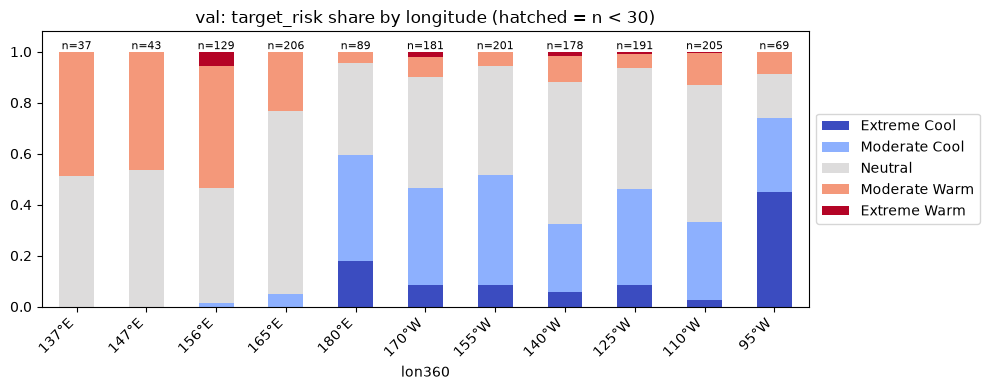 val: target_risk share by longitude (hatched = n < 30)
n=37 n=43 n=129 n=206 n=89 n=181 n=201 n=178 n=191 n=205 n=69
1.0
0.8
0.6
0.4
0.2
0.0
Extreme Cool
Moderate Cool
Neutral
Moderate Warm
Extreme Warm
137°E 147°E 156°E 165°E 180°E 170°W 155°W 140°W 125°W 110°W 95°W
lon360